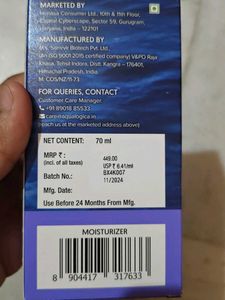 MARKETED BY
Honasa Consumer Ltd., 10th & 11th Floor,
Capital Cyberscape, Sector 59, Gurugram,
Haryana, India – 122101
MANUFACTURED BY
M/s. Serveve Biotech Pvt. Ltd.
(An ISO 9001:2015 certified company) V&PO Raja
Khasa, Tehsil Indora, Distt. Kangra – 176401,
Himachal Pradesh, India.
M. COS/NZ/11-73
FOR QUERIES, CONTACT
Customer Care Manager
+91 89018 85533
care@aqualogica.in
(reach us at the marketed address above)
NET CONTENT: 70 ml
MRP ₹ : 449.00
(incl. of all taxes) USP ₹ 6.41/ml
Batch No.: BX4K007
Mfg. Date: 11/2024
Use Before 24 Months From Mfg.
MOISTURIZER
8 904417 317633